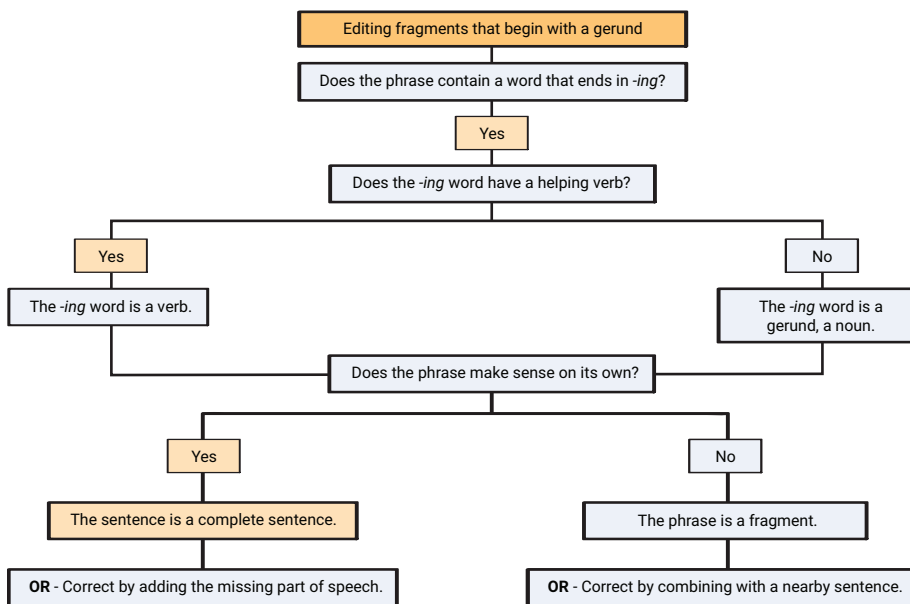 Editing fragments that begin with a gerund
Does the phrase contain a word that ends in -ing?
Yes
Does the -ing word have a helping verb?
Yes
No
The -ing word is a verb.
The -ing word is a
gerund, a noun.
Does the phrase make sense on its own?
Yes
No
The sentence is a complete sentence.
The phrase is a fragment.
OR - Correct by adding the missing part of speech.
OR - Correct by combining with a nearby sentence.